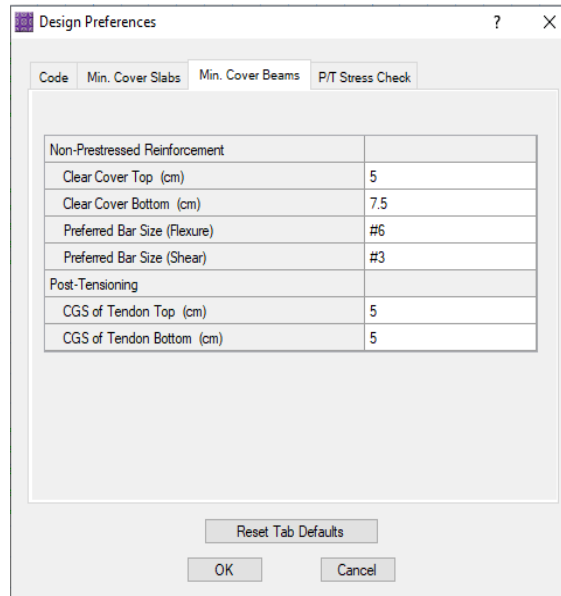 Design Preferences ? X
Code Min. Cover Slabs Min. Cover Beams P/T Stress Check
Non-Prestressed Reinforcement
Clear Cover Top (cm) 5
Clear Cover Bottom (cm) 7.5
Preferred Bar Size (Flexure) #6
Preferred Bar Size (Shear) #3
Post-Tensioning
CGS of Tendon Top (cm) 5
CGS of Tendon Bottom (cm) 5
Reset Tab Defaults
OK Cancel